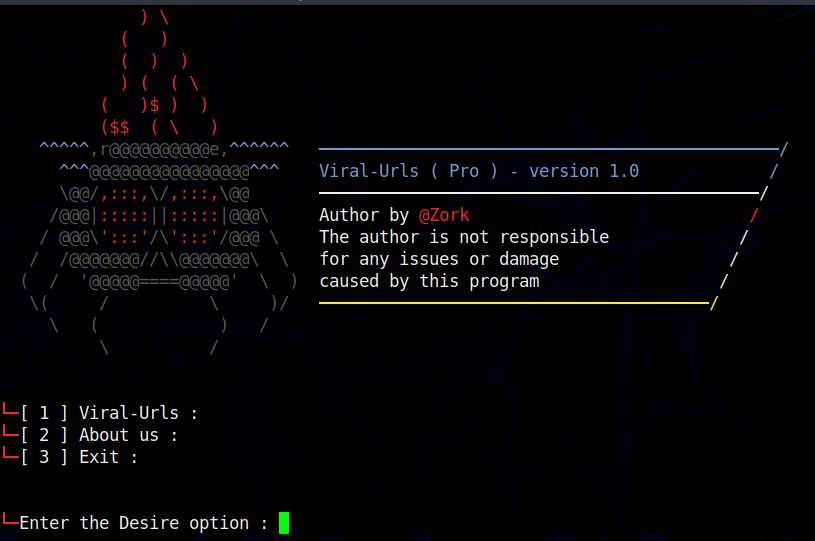 Viral-Urls ( Pro ) - version 1.0
Author by @Zork
The author is not responsible
for any issues or damage
caused by this program
[ 1 ] Viral-Urls :
[ 2 ] About us :
[ 3 ] Exit :
Enter the Desire option :